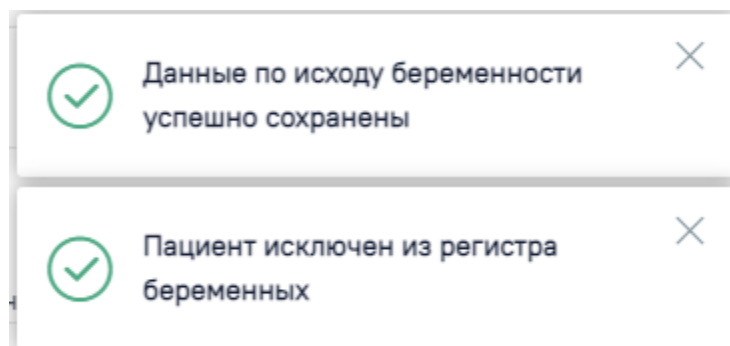 Данные по исходу беременности
успешно сохранены
Пациент исключен из регистра
беременных